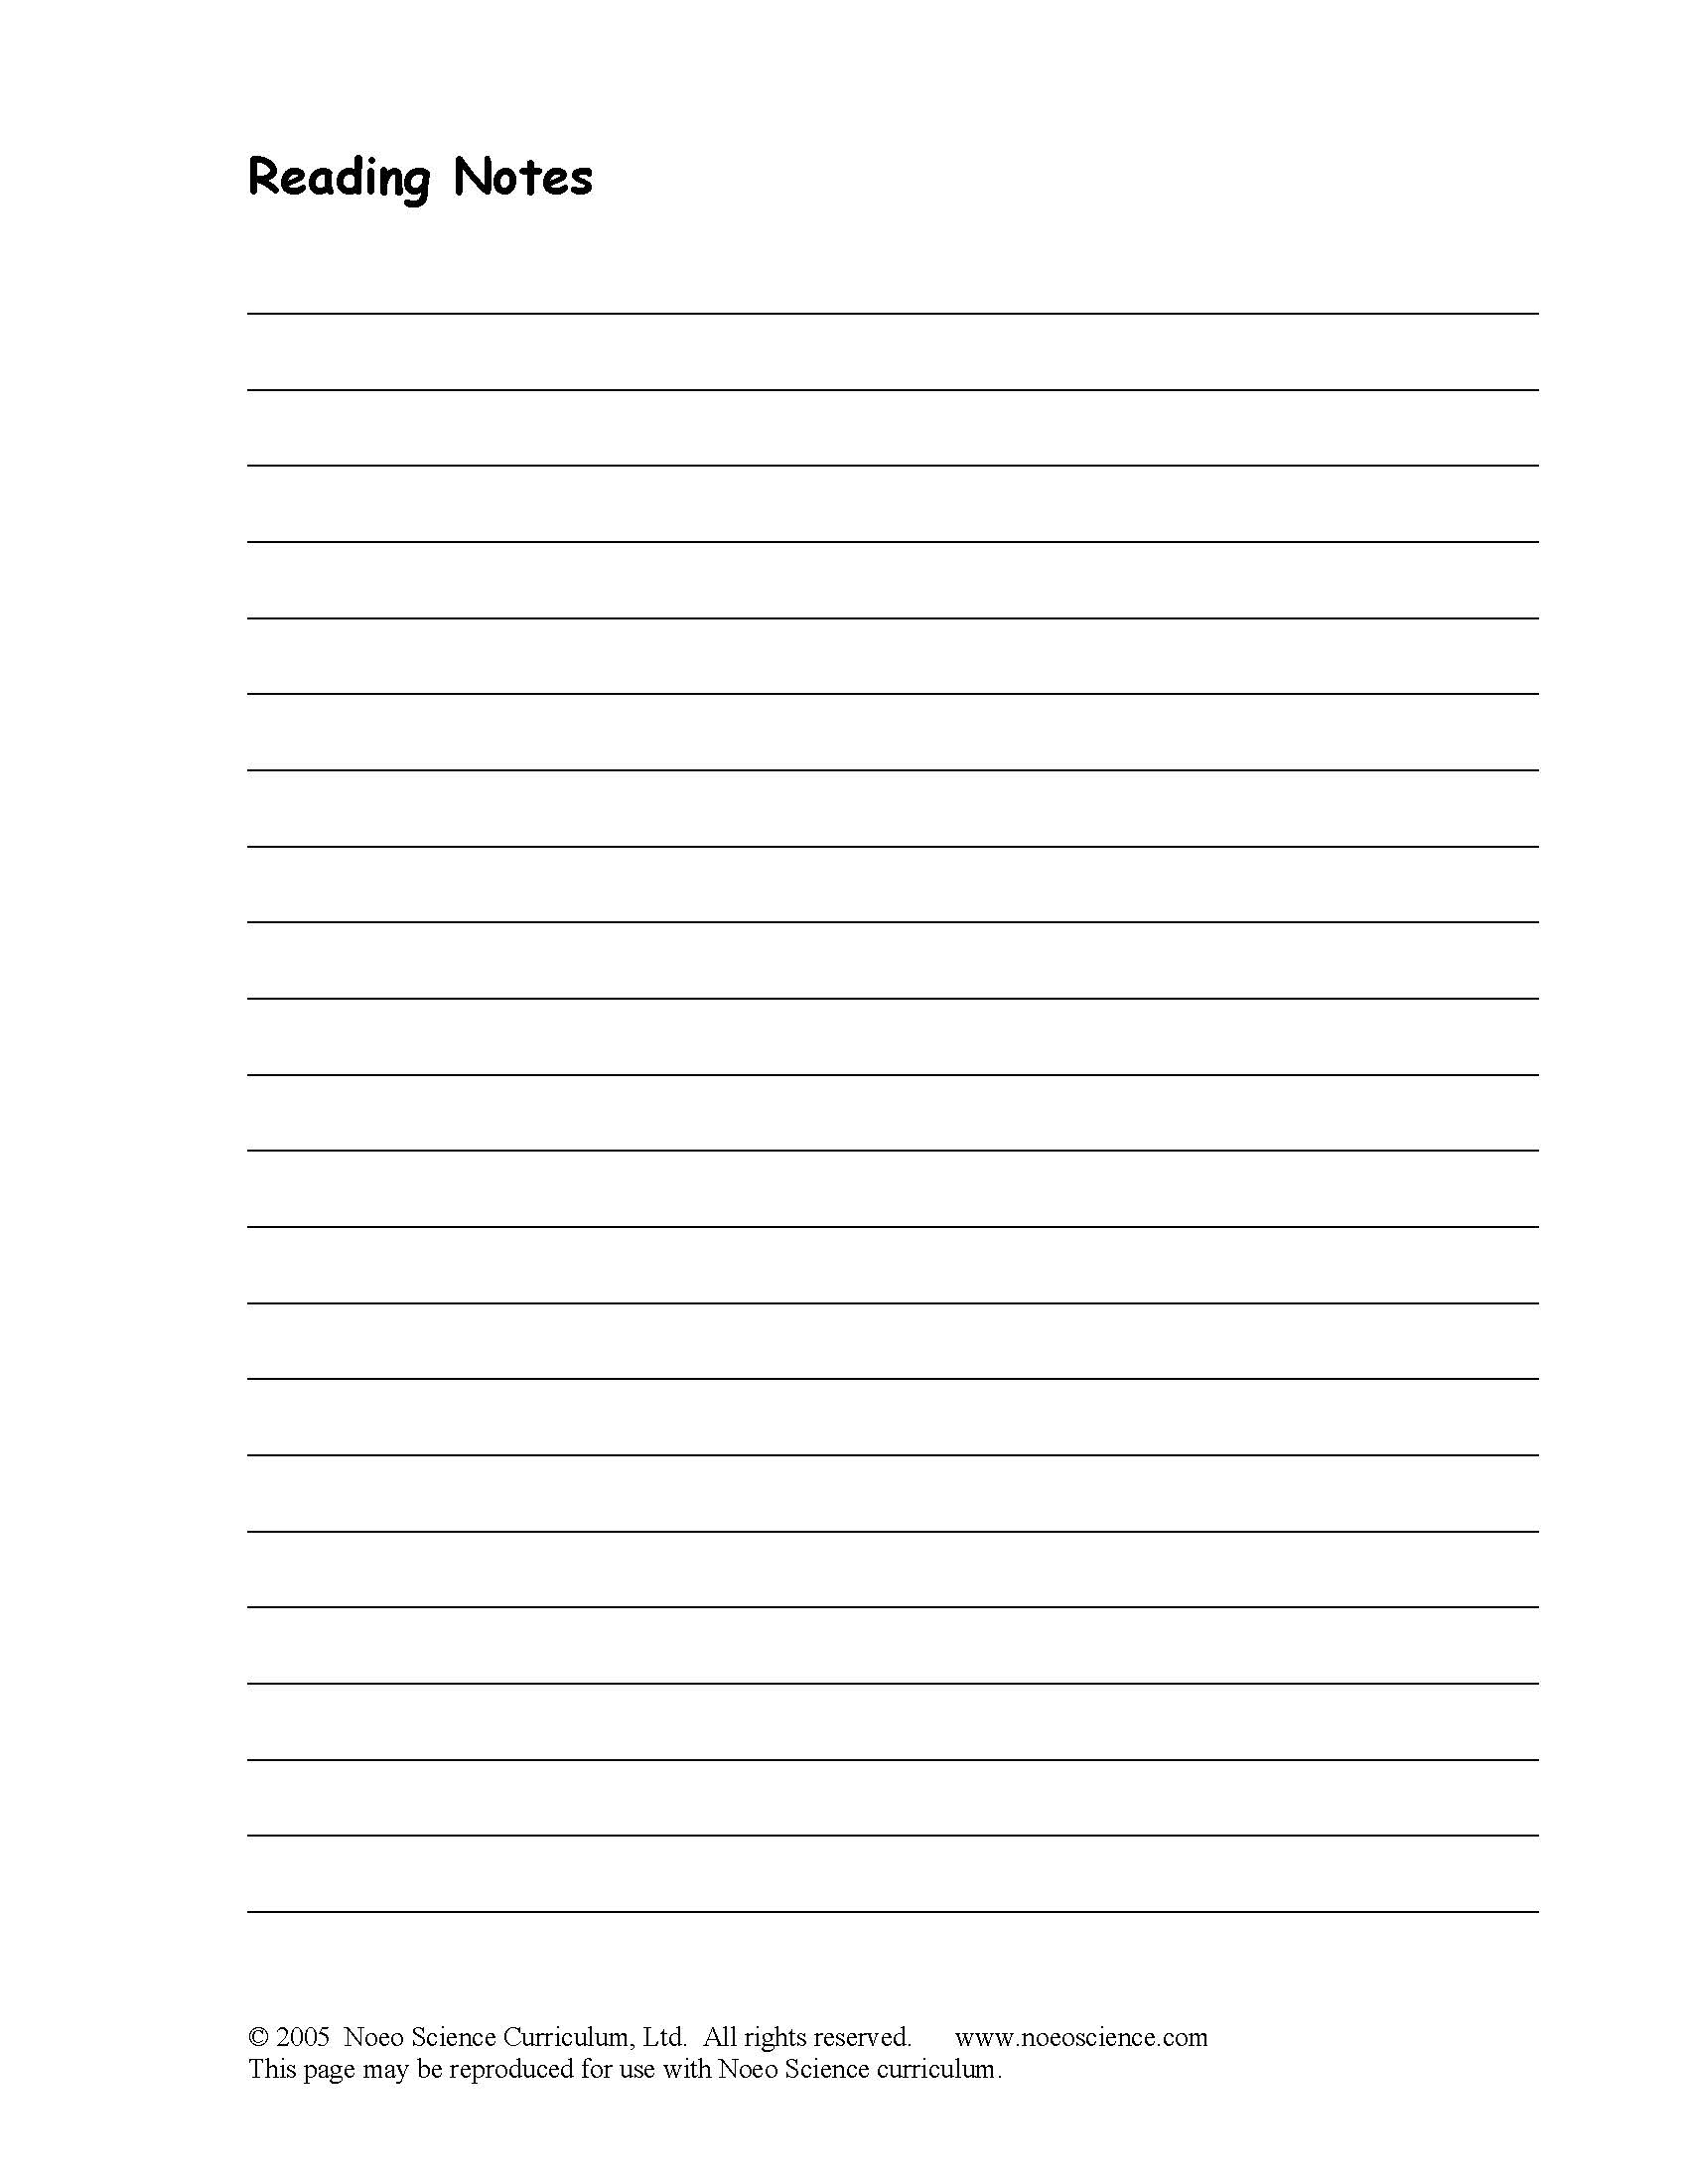 Reading Notes
© 2005  Noeo Science Curriculum, Ltd.  All rights reserved.      www.noeoscience.com
This page may be reproduced for use with Noeo Science curriculum.